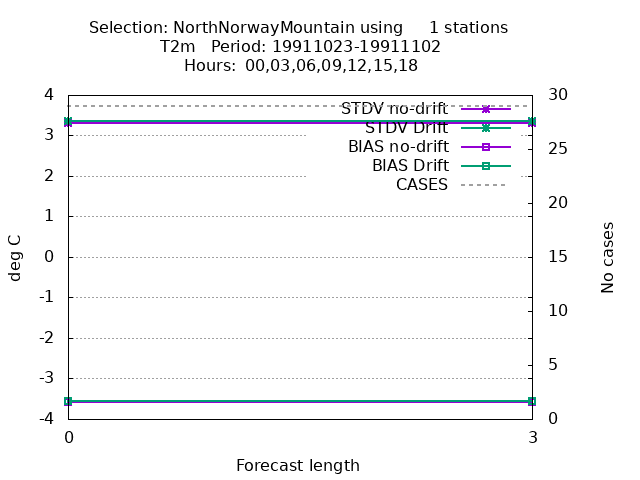 Selection: NorthNorwayMountain using     1 stations
T2m   Period: 19911023-19911102
Hours:  00,03,06,09,12,15,18
4
3
2
1
0
-1
-2
-3
-4
deg C
30
25
20
15
10
5
0
No cases
STDV no-drift
STDV Drift
BIAS no-drift
BIAS Drift
CASES
0 3
Forecast length